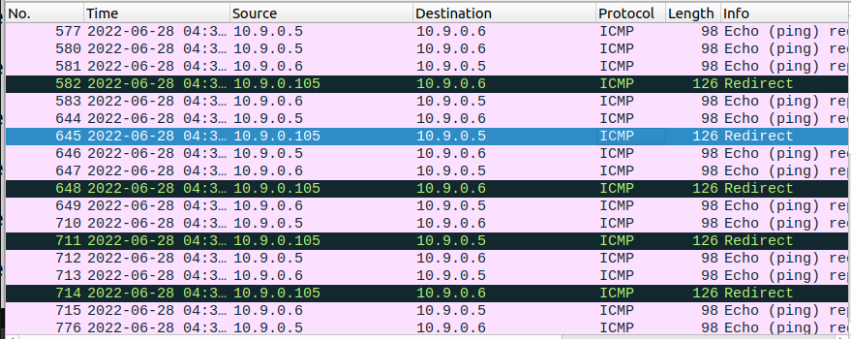 No. Time Source Destination Protocol Length Info
577 2022-06-28 04:3… 10.9.0.5 10.9.0.6 ICMP 98 Echo (ping) re
580 2022-06-28 04:3… 10.9.0.5 10.9.0.6 ICMP 98 Echo (ping) re
581 2022-06-28 04:3… 10.9.0.6 10.9.0.5 ICMP 98 Echo (ping) rep
582 2022-06-28 04:3… 10.9.0.105 10.9.0.6 ICMP 126 Redirect
583 2022-06-28 04:3… 10.9.0.6 10.9.0.5 ICMP 98 Echo (ping) rep
644 2022-06-28 04:3… 10.9.0.5 10.9.0.6 ICMP 98 Echo (ping) re
645 2022-06-28 04:3… 10.9.0.105 10.9.0.5 ICMP 126 Redirect
646 2022-06-28 04:3… 10.9.0.5 10.9.0.6 ICMP 98 Echo (ping) re
647 2022-06-28 04:3… 10.9.0.6 10.9.0.5 ICMP 98 Echo (ping) rep
648 2022-06-28 04:3… 10.9.0.105 10.9.0.6 ICMP 126 Redirect
649 2022-06-28 04:3… 10.9.0.6 10.9.0.5 ICMP 98 Echo (ping) rep
710 2022-06-28 04:3… 10.9.0.5 10.9.0.6 ICMP 98 Echo (ping) re
711 2022-06-28 04:3… 10.9.0.105 10.9.0.5 ICMP 126 Redirect
712 2022-06-28 04:3… 10.9.0.5 10.9.0.6 ICMP 98 Echo (ping) re
713 2022-06-28 04:3… 10.9.0.6 10.9.0.5 ICMP 98 Echo (ping) rep
714 2022-06-28 04:3… 10.9.0.105 10.9.0.6 ICMP 126 Redirect
715 2022-06-28 04:3… 10.9.0.6 10.9.0.5 ICMP 98 Echo (ping) rep
776 2022-06-28 04:3… 10.9.0.5 10.9.0.6 ICMP 98 Echo (ping) re